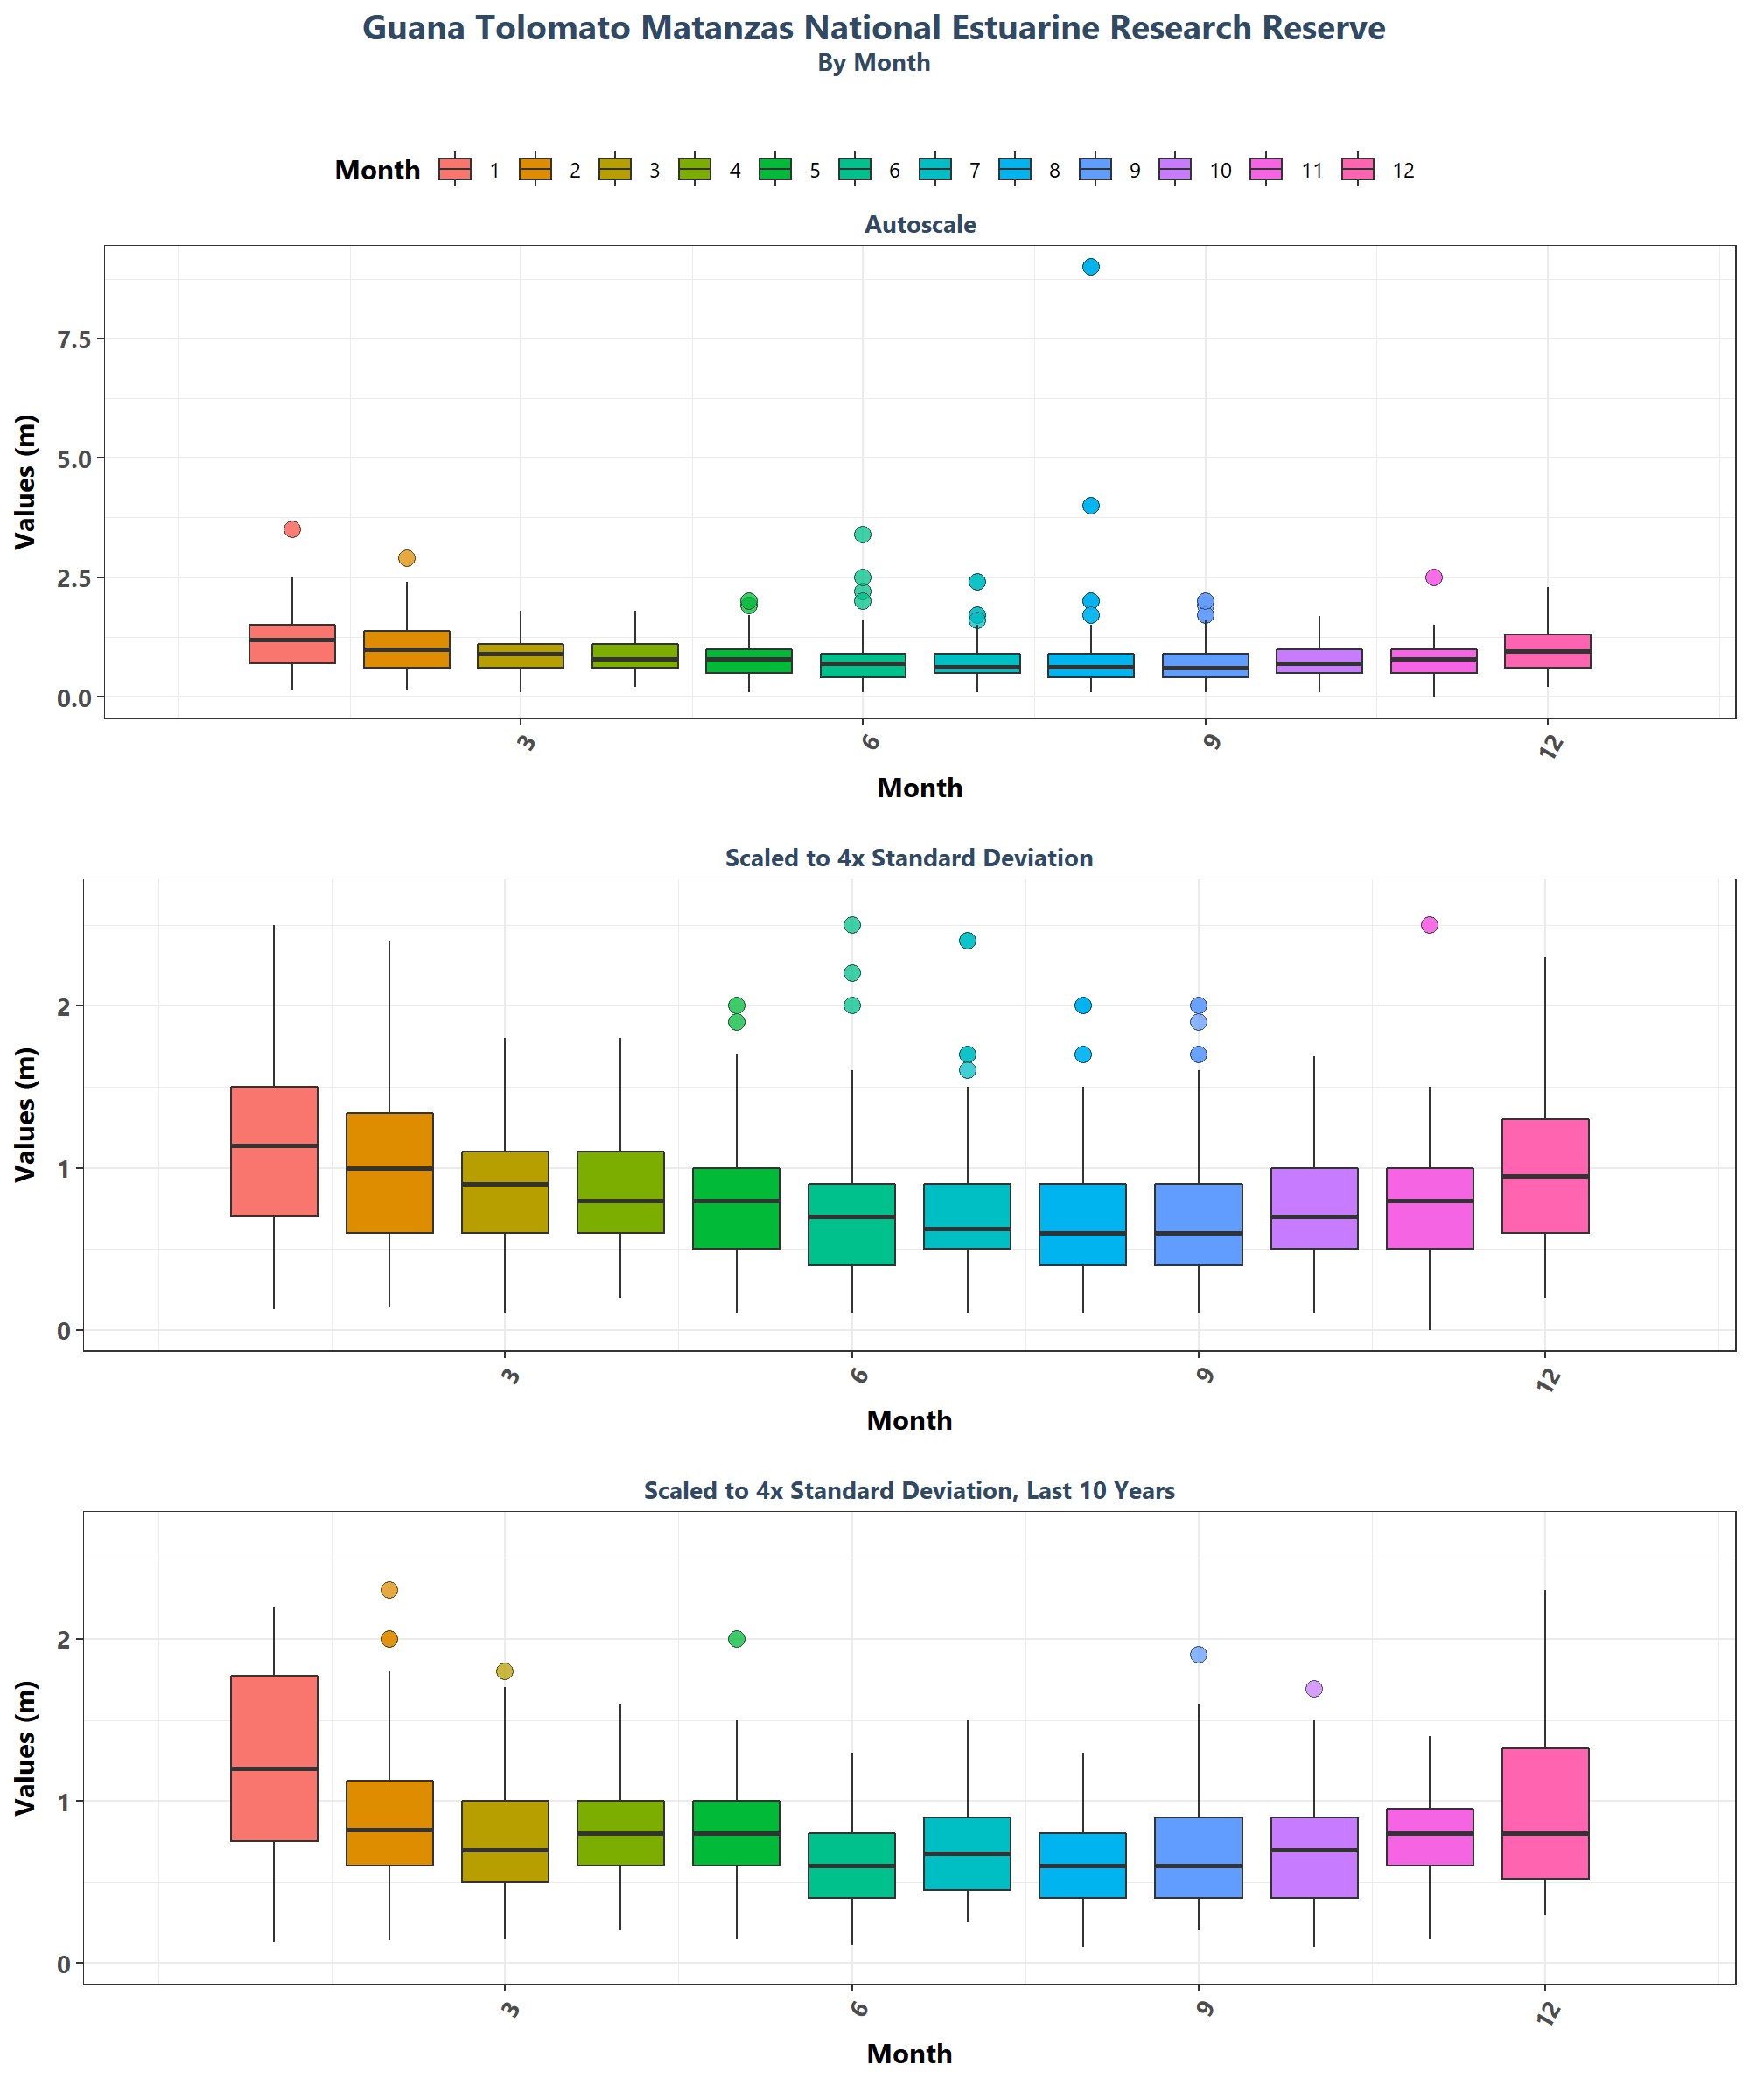 Guana Tolomato Matanzas National Estuarine Research Reserve
By Month
Month 1 2 3 4 5 6 7 8 9 10 11 12
Autoscale
Values (m)
7.5
5.0
2.5
0.0
3 6 9 12
Month
Scaled to 4x Standard Deviation
Values (m)
2
1
0
3 6 9 12
Month
Scaled to 4x Standard Deviation, Last 10 Years
Values (m)
2
1
0
3 6 9 12
Month